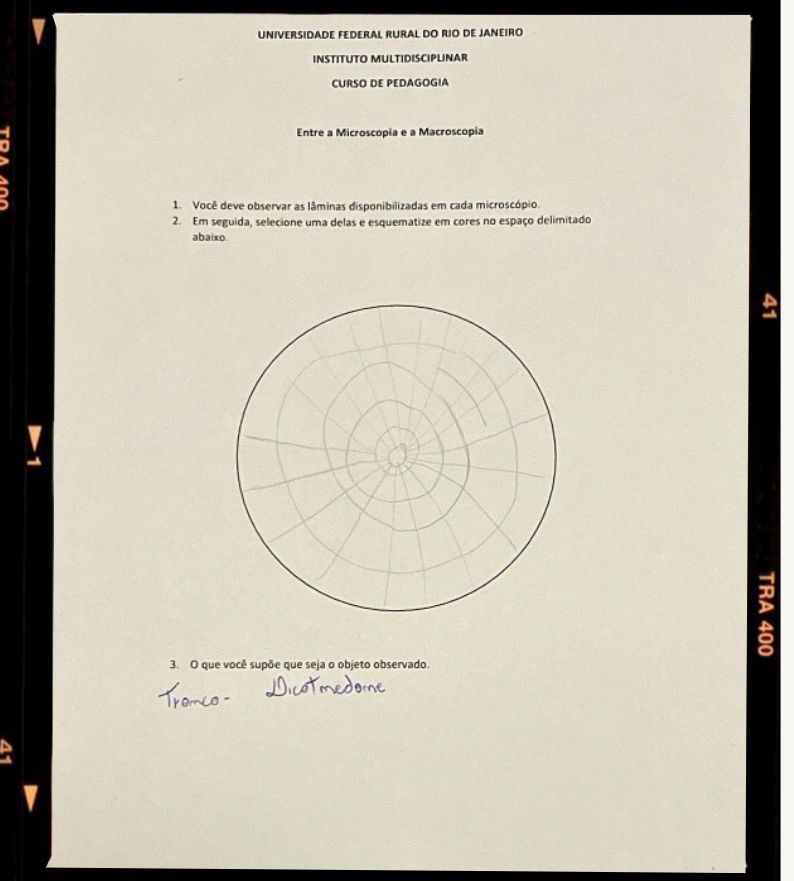 UNIVERSIDADE FEDERAL RURAL DO RIO DE JANEIRO
INSTITUTO MULTIDISCIPLINAR
CURSO DE PEDAGOGIA
Entre a Microscopia e a Macroscopia
1. Você deve observar as lâminas disponibilizadas em cada microscópio.
2. Em seguida, selecione uma delas e esquematize em cores no espaço delimitado
abaixo.
3. O que você supõe que seja o objeto observado.
Tronco - Dicotmedome
TRA 400
1
41
41
TRA 400